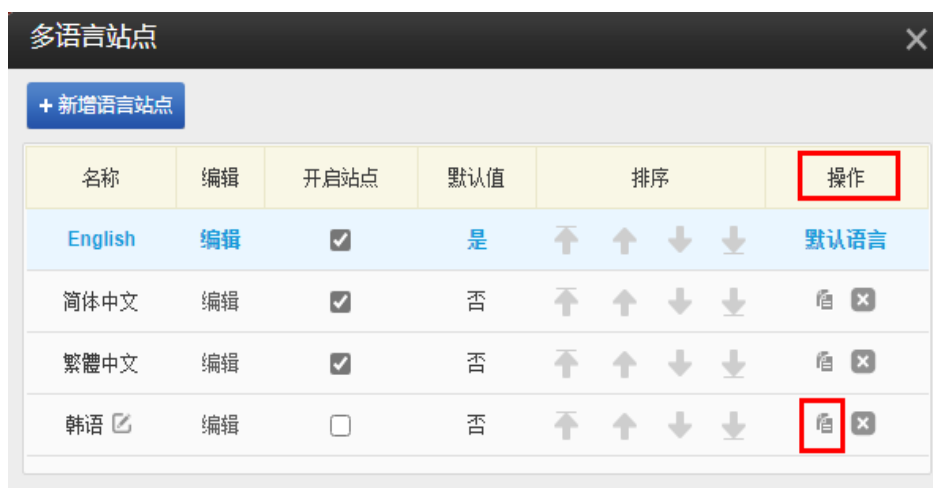 多语言站点
+ 新增语言站点
名称 编辑 开启站点 默认值 排序 操作
English 编辑 是 默认语言
简体中文 编辑 否
繁體中文 编辑 否
韩语 编辑 否